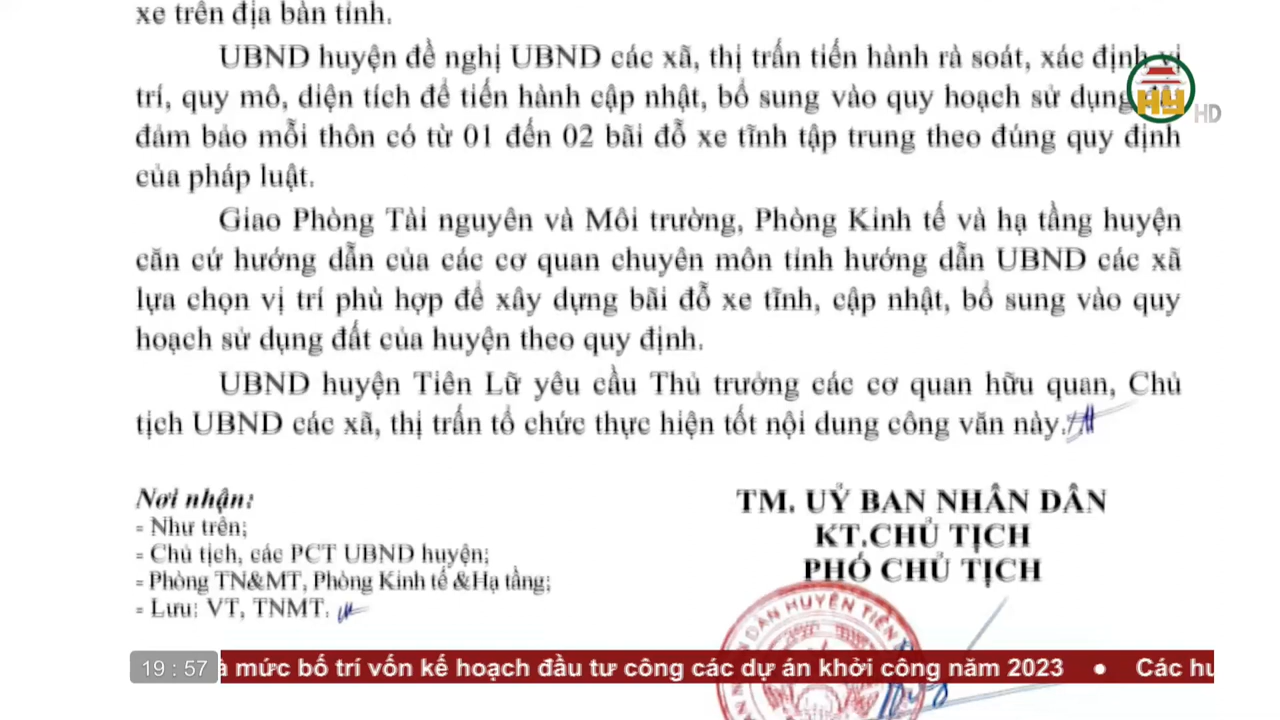 xe trên địa bàn tỉnh.
UBND huyện đề nghị UBND các xã, thị trấn tiến hành rà soát, xác định vị
trí, quy mô, diện tích để tiến hành cập nhật, bổ sung vào quy hoạch sử dụng đất
đảm bảo mỗi thôn có từ 01 đến 02 bãi đỗ xe tĩnh tập trung theo đúng quy định
của pháp luật.
HY HD
Giao Phòng Tài nguyên và Môi trường, Phòng Kinh tế và hạ tầng huyện
căn cứ hướng dẫn của các cơ quan chuyên môn tỉnh hướng dẫn UBND các xã
lựa chọn vị trí phù hợp để xây dựng bãi đỗ xe tĩnh, cập nhật, bổ sung vào quy
hoạch sử dụng đất của huyện theo quy định.
UBND huyện Tiên Lữ yêu cầu Thủ trưởng các cơ quan hữu quan, Chủ
tịch UBND các xã, thị trấn tổ chức thực hiện tốt nội dung công văn này.
Nơi nhận:
- Như trên;
- Chủ tịch, các PCT UBND huyện;
- Phòng TN&MT, Phòng Kinh tế &Hạ tầng;
- Lưu: VT, TNMT.
TM. UỶ BAN NHÂN DÂN
KT.CHỦ TỊCH
PHÓ CHỦ TỊCH
DÂN HUYỆN TIÊN
19 : 57
mức bố trí vốn kế hoạch đầu tư công các dự án khởi công năm 2023 ● Các